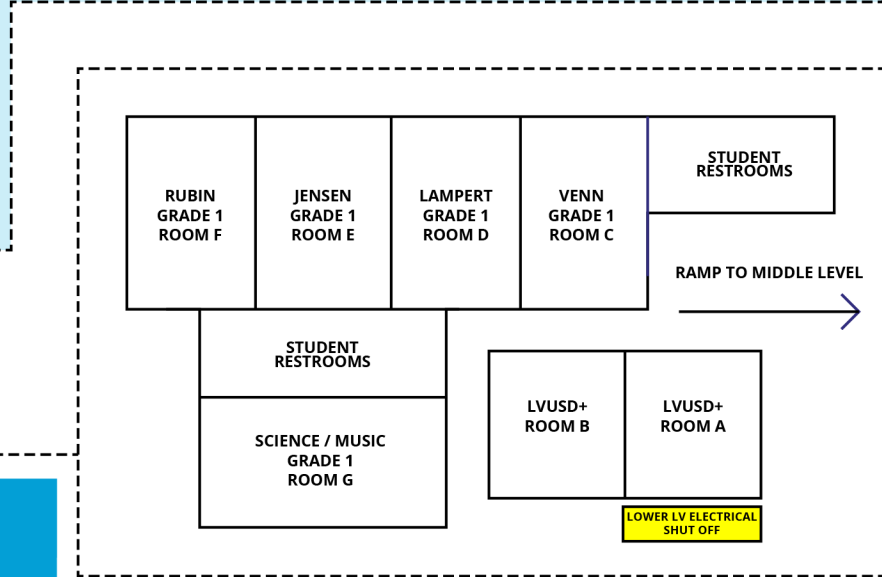 STUDENT
RESTROOMS
RUBIN
GRADE 1
ROOM F
JENSEN
GRADE 1
ROOM E
LAMPERT
GRADE 1
ROOM D
VENN
GRADE 1
ROOM C
RAMP TO MIDDLE LEVEL
STUDENT
RESTROOMS
SCIENCE / MUSIC
GRADE 1
ROOM G
LVUSD+
ROOM B
LVUSD+
ROOM A
LOWER LV ELECTRICAL
SHUT OFF